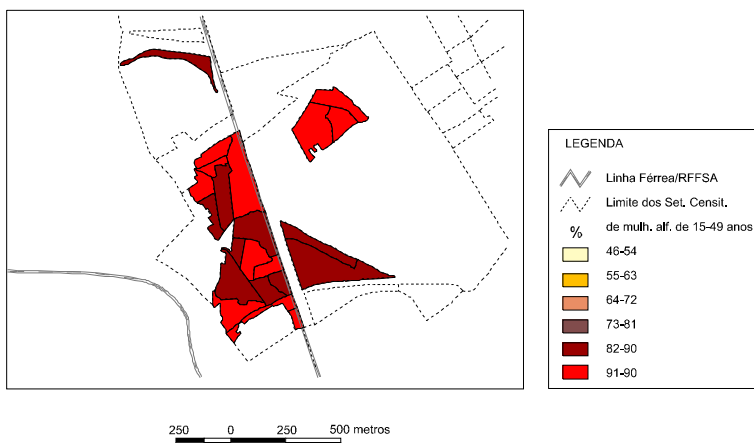 LEGENDA
Linha Férrea/RFFSA
Limite dos Set. Censit.
% de mulh. alf. de 15-49 anos
46-54
55-63
64-72
73-81
82-90
91-90
250 0 250 500 metros